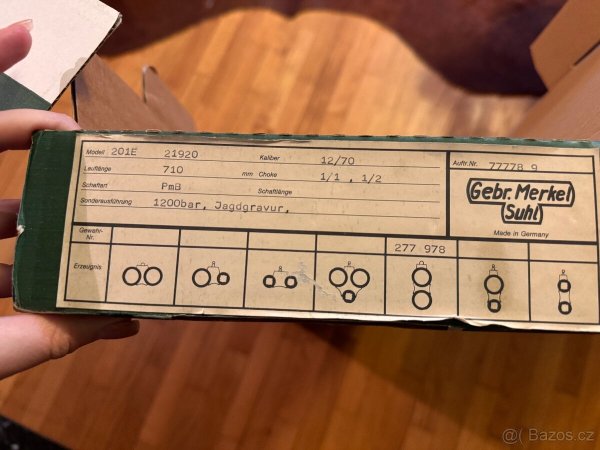 Modell 201E 21920 Kaliber 12/70 Auftr.Nr. 77778 9
Lauflänge 710 mm Choke 1/1 , 1/2
Schaftart PmB Schaftlänge
Sonderausführung 1200bar, Jagdgravur,
Gebr. Merkel
Suhl
Made in Germany
Gewehr-
Nr. 277 978
Erzeugnis
@( Bazos.cz